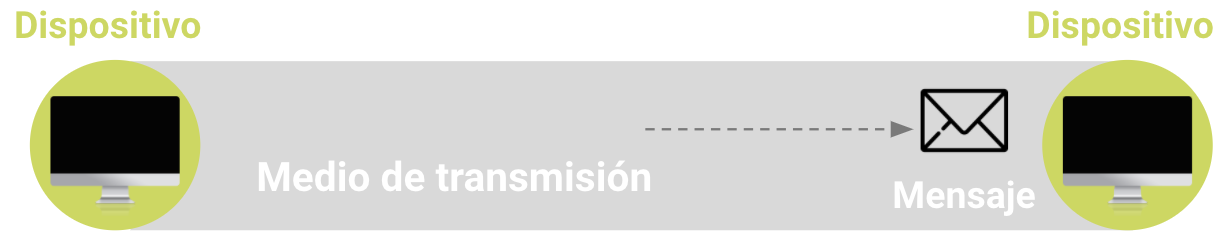 Dispositivo
Dispositivo
Medio de transmisión
Mensaje